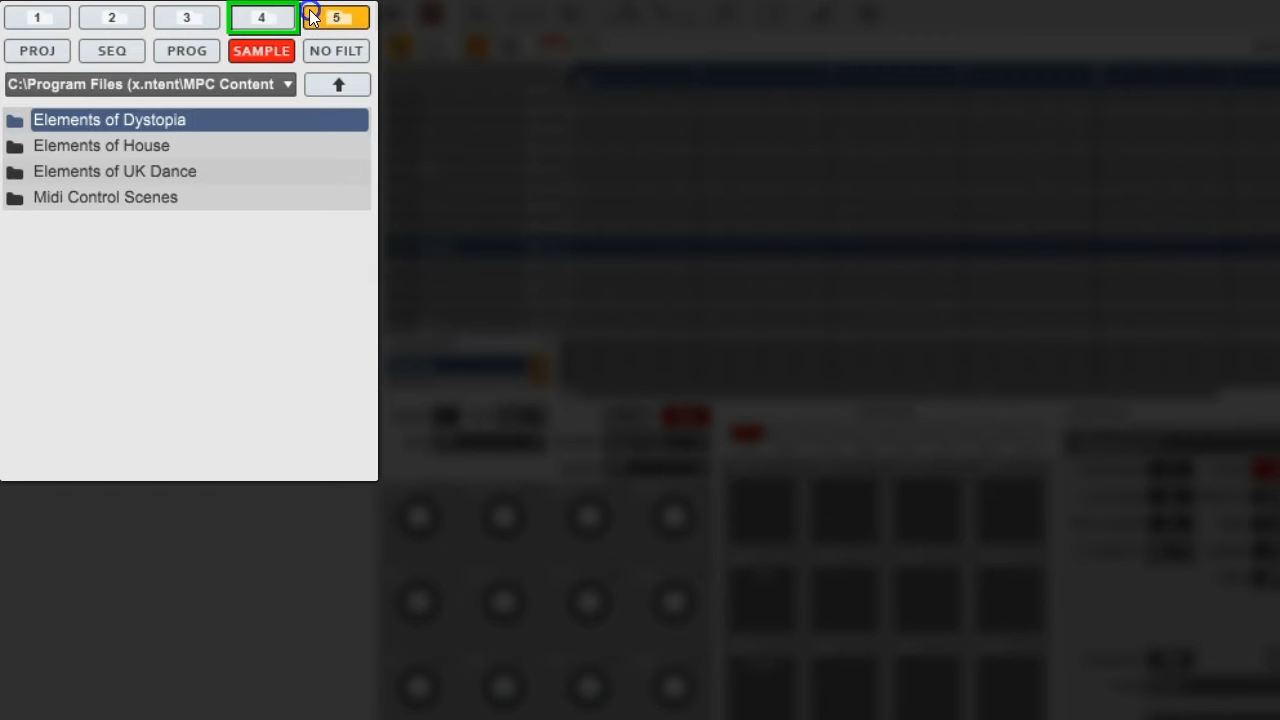 1 2 3 4 5
PROJ SEQ PROG SAMPLE NO FILT
C:\Program Files (x.ntent\MPC Content
Elements of Dystopia
Elements of House
Elements of UK Dance
Midi Control Scenes